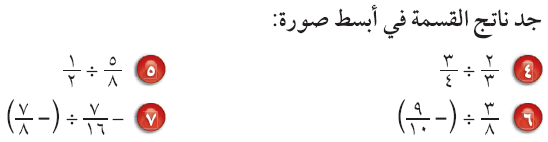 جد ناتج القسمة في أبسط صورة:
٤ ٢/٣ ÷ ٣/٤
٥ ٥/٨ ÷ ١/٢
٦ ٣/٨ ÷ (−٩/١٠)
٧ −٧/١٦ ÷ (−٧/٨)